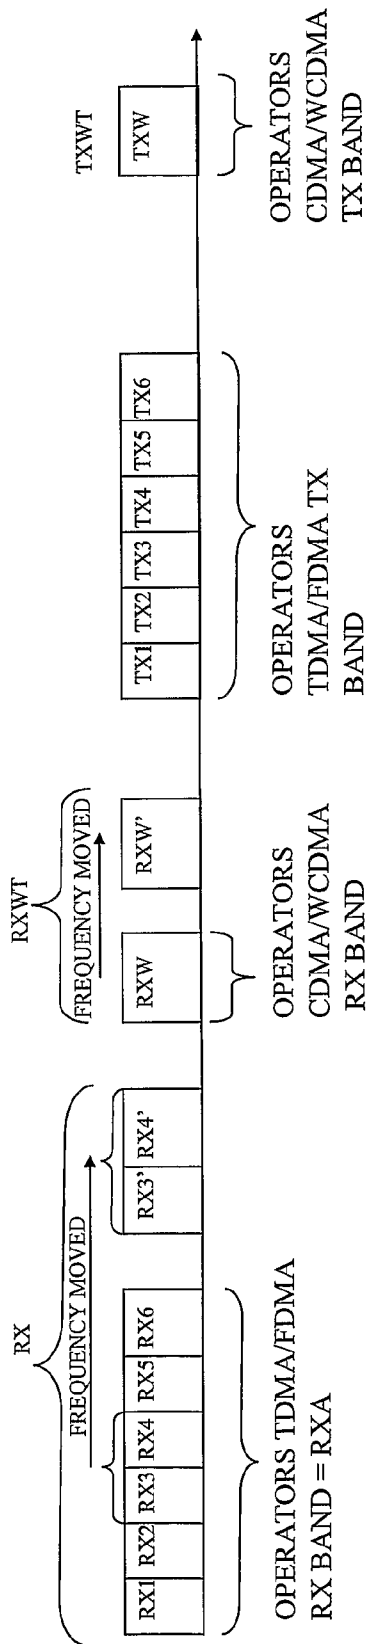 RX
FREQUENCY MOVED
RX1 RX2 RX3 RX4 RX5 RX6 RX3' RX4'
OPERATORS TDMA/FDMA
RX BAND = RXA
RXWT
FREQUENCY MOVED
RXW RXW'
OPERATORS
CDMA/WCDMA
RX BAND
TX1 TX2 TX3 TX4 TX5 TX6
OPERATORS
TDMA/FDMA TX
BAND
TXWT
TXW
OPERATORS
CDMA/WCDMA
TX BAND